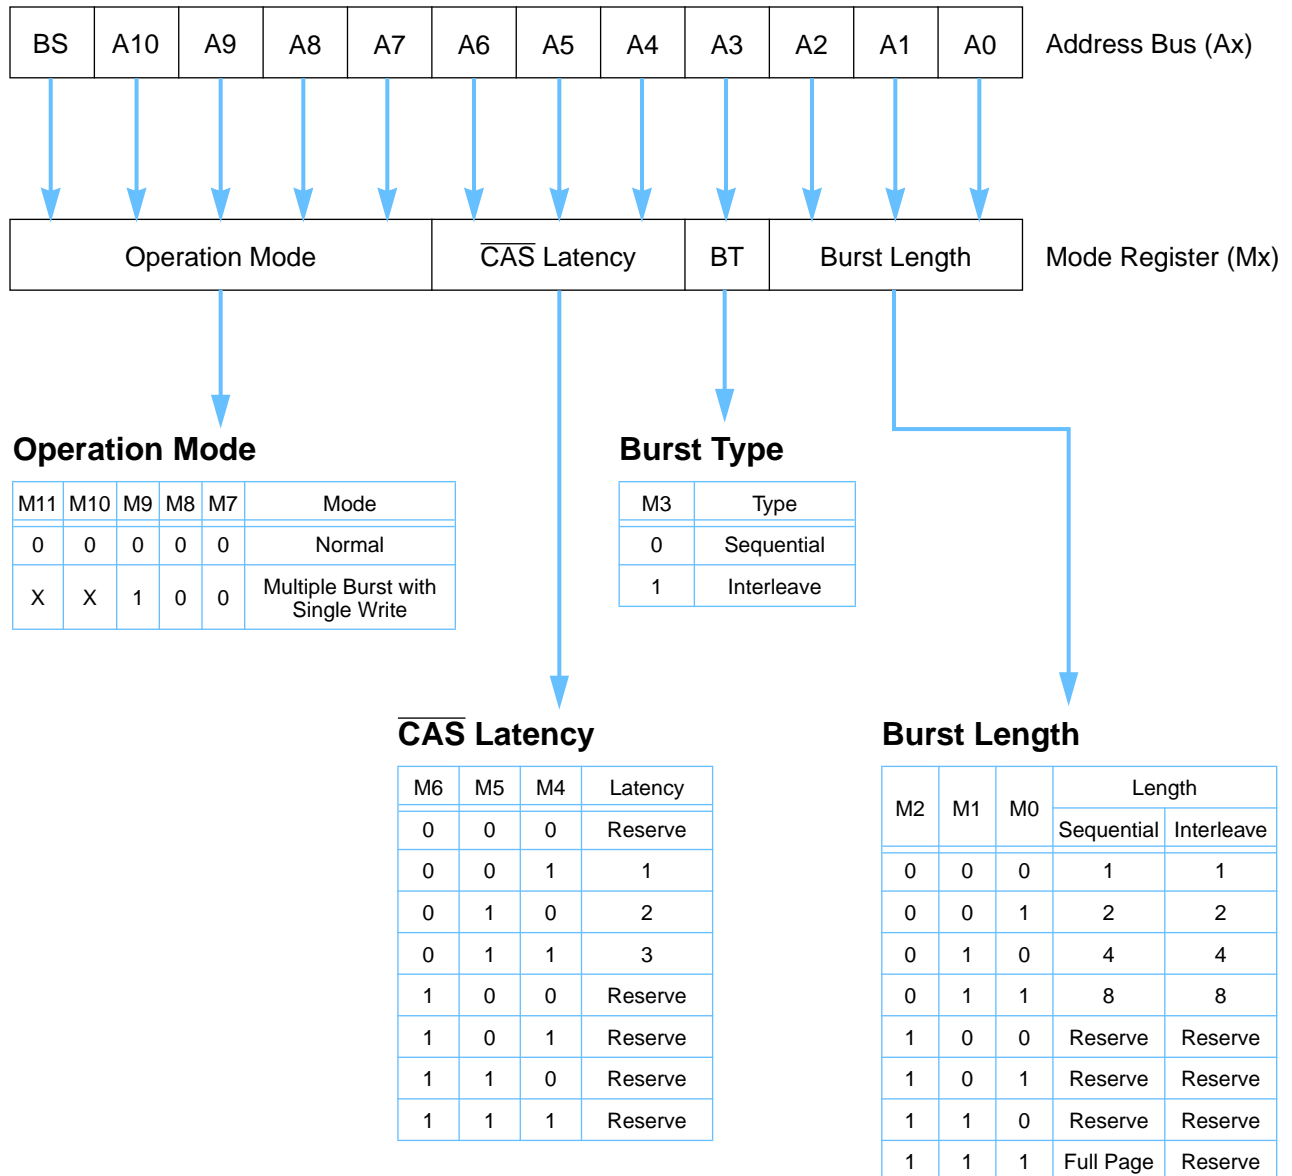 BS A10 A9 A8 A7 A6 A5 A4 A3 A2 A1 A0 Address Bus (Ax)
Operation Mode C̅A̅S̅ Latency BT Burst Length Mode Register (Mx)
Operation Mode
M11 M10 M9 M8 M7 Mode
0 0 0 0 0 Normal
X X 1 0 0 Multiple Burst with
Single Write
Burst Type
M3 Type
0 Sequential
1 Interleave
C̅A̅S̅ Latency
M6 M5 M4 Latency
0 0 0 Reserve
0 0 1 1
0 1 0 2
0 1 1 3
1 0 0 Reserve
1 0 1 Reserve
1 1 0 Reserve
1 1 1 Reserve
Burst Length
M2 M1 M0 Length
Sequential Interleave
0 0 0 1 1
0 0 1 2 2
0 1 0 4 4
0 1 1 8 8
1 0 0 Reserve Reserve
1 0 1 Reserve Reserve
1 1 0 Reserve Reserve
1 1 1 Full Page Reserve